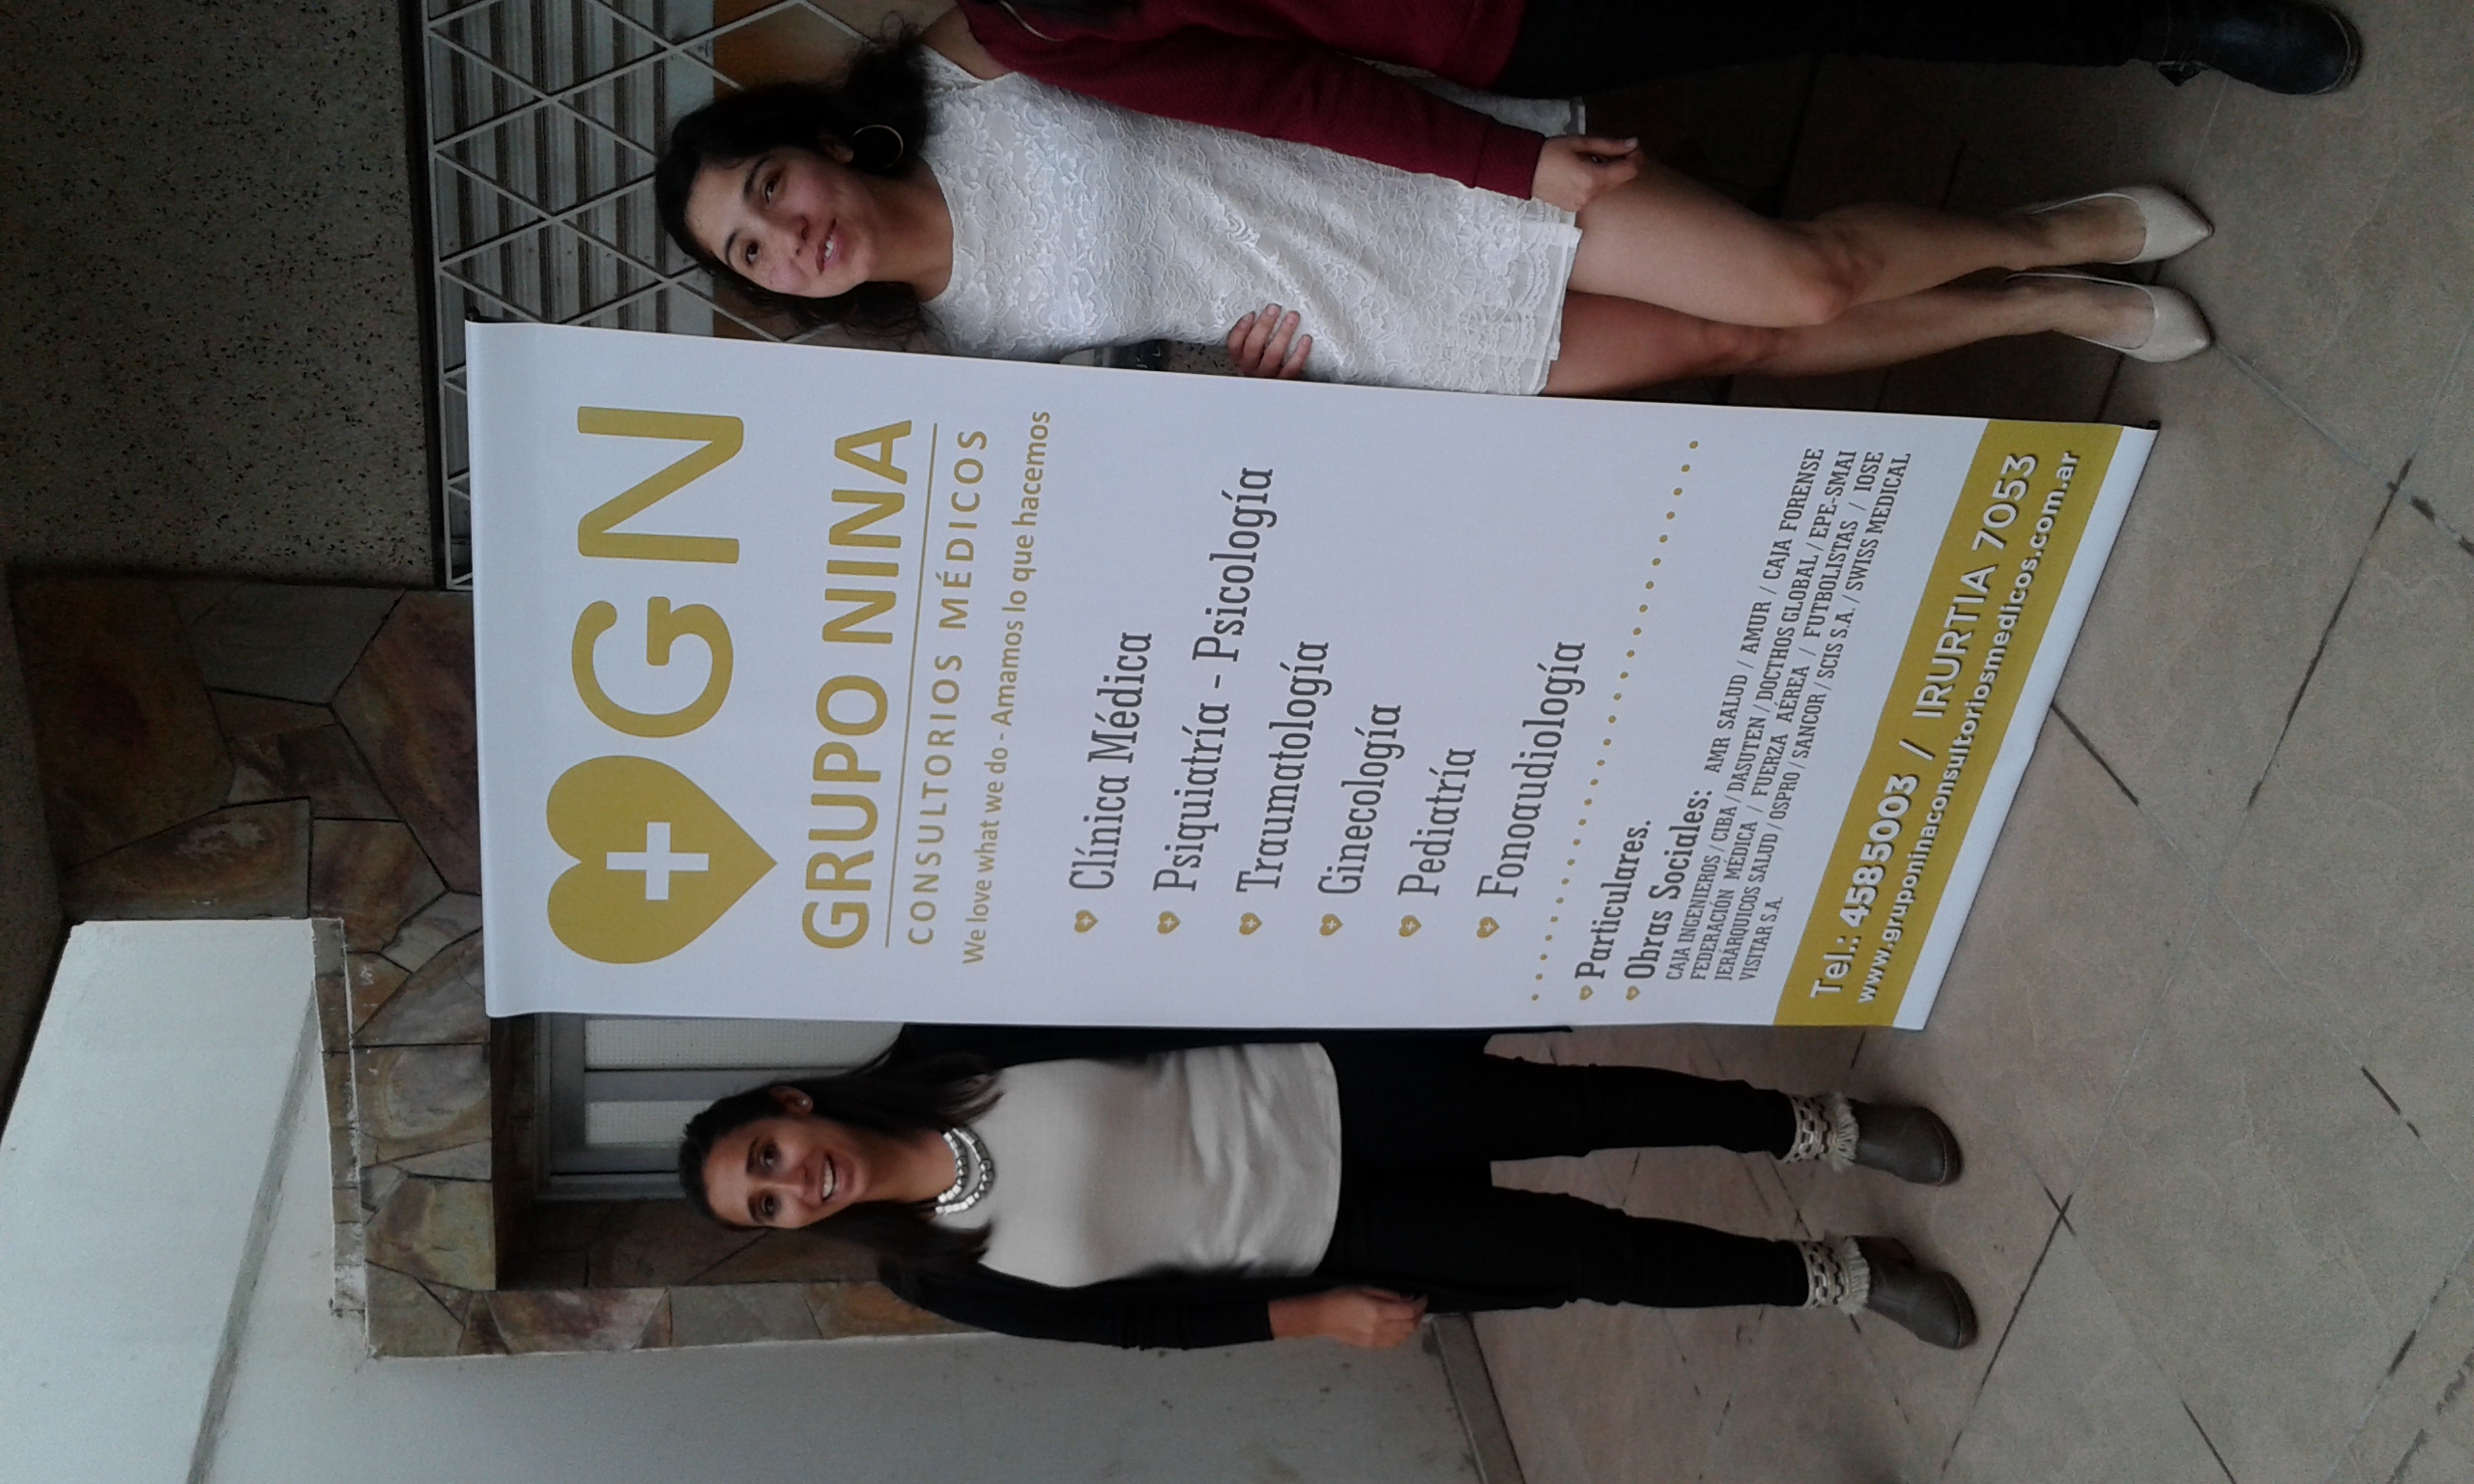 GN
GRUPO NINA
CONSULTORIOS MÉDICOS
We love what we do - Amamos lo que hacemos
Clínica Médica
Psiquiatría - Psicología
Traumatología
Ginecología
Pediatría
Fonoaudiología
Particulares.
Obras Sociales: AMR SALUD / AMUR / CAJA FORENSE
CAJA INGENIEROS / CIBA / DASUTEN / DOCTHOS GLOBAL / EPE-SMAI
FEDERACIÓN MÉDICA / FUERZA AÉREA / FUTBOLISTAS / IOSE
JERÁRQUICOS SALUD / OSPRO / SANCOR / SCIS S.A. / SWISS MEDICAL
VISITAR S.A.
Tel.: 4585003 / IRURTIA 7053
www.gruponinaconsultoriosmedicos.com.ar